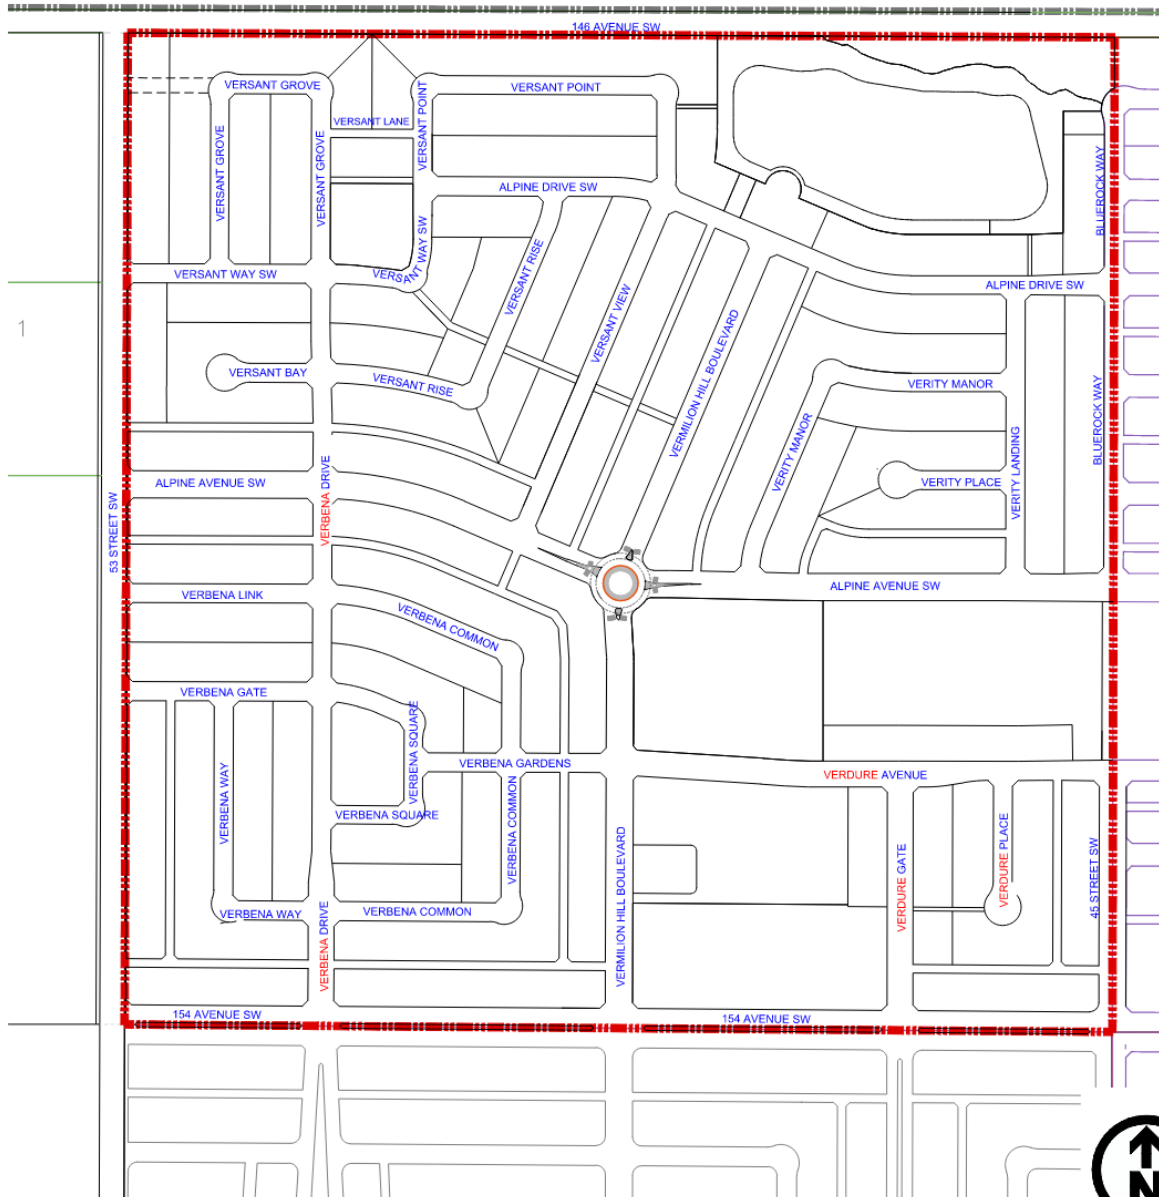 146 AVENUE SW
VERSANT GROVE
VERSANT POINT
VERSANT POINT
VERSANT LANE
VERSANT GROVE
VERSANT GROVE
ALPINE DRIVE SW
BLUEROCK WAY
VERSANT WAY SW
VERSANT WAY SW
VERSANT RISE
ALPINE DRIVE SW
1
VERSANT VIEW
VERMILION HILL BOULEVARD
VERSANT BAY
VERSANT RISE
VERITY MANOR
BLUEROCK WAY
VERITY MANOR
VERITY LANDING
ALPINE AVENUE SW
VERBENA DRIVE
VERITY PLACE
53 STREET SW
ALPINE AVENUE SW
VERBENA LINK
VERBENA COMMON
VERBENA GATE
VERBENA SQUARE
VERBENA GARDENS
VERDURE AVENUE
VERBENA WAY
VERBENA SQUARE
VERBENA COMMON
VERMILION HILL BOULEVARD
VERDURE GATE
VERDURE PLACE
45 STREET SW
VERBENA WAY
VERBENA DRIVE
VERBENA COMMON
154 AVENUE SW
154 AVENUE SW
N